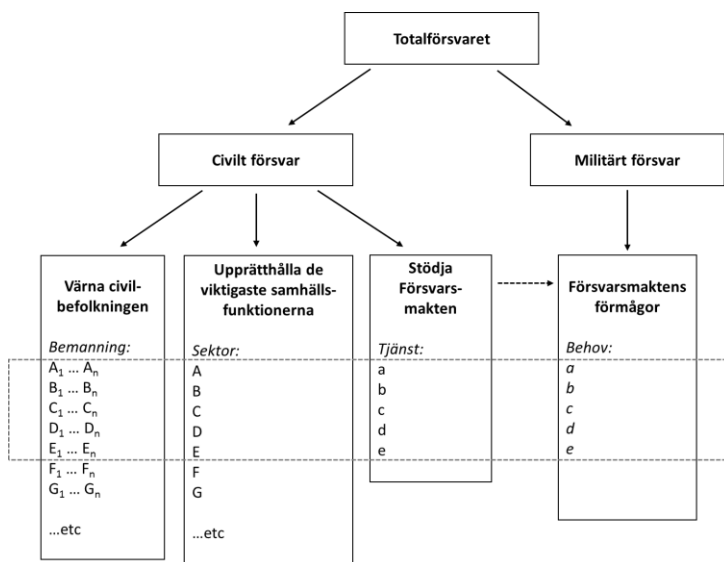 Totalförsvaret
Civilt försvar
Militärt försvar
Värna civil-
befolkningen
Bemanning:
A₁ ... Aₙ
B₁ ... Bₙ
C₁ ... Cₙ
D₁ ... Dₙ
E₁ ... Eₙ
F₁ ... Fₙ
G₁ ... Gₙ
...etc
Upprätthålla de
viktigaste samhälls-
funktionerna
Sektor:
A
B
C
D
E
F
G
...etc
Stödja
Försvars-
makten
Tjänst:
a
b
c
d
e
Försvarsmaktens
förmågor
Behov:
a
b
c
d
e